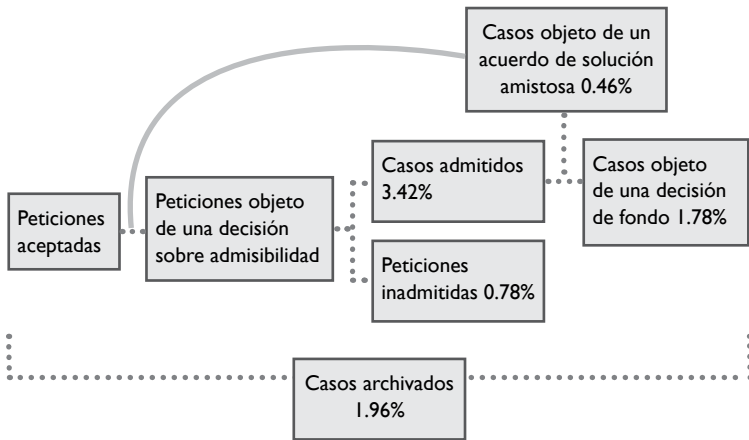 Casos objeto de un
acuerdo de solución
amistosa 0.46%
Casos admitidos
3.42%
Casos objeto
de una decisión
de fondo 1.78%
Peticiones
aceptadas
Peticiones objeto
de una decisión
sobre admisibilidad
Peticiones
inadmitidas 0.78%
Casos archivados
1.96%